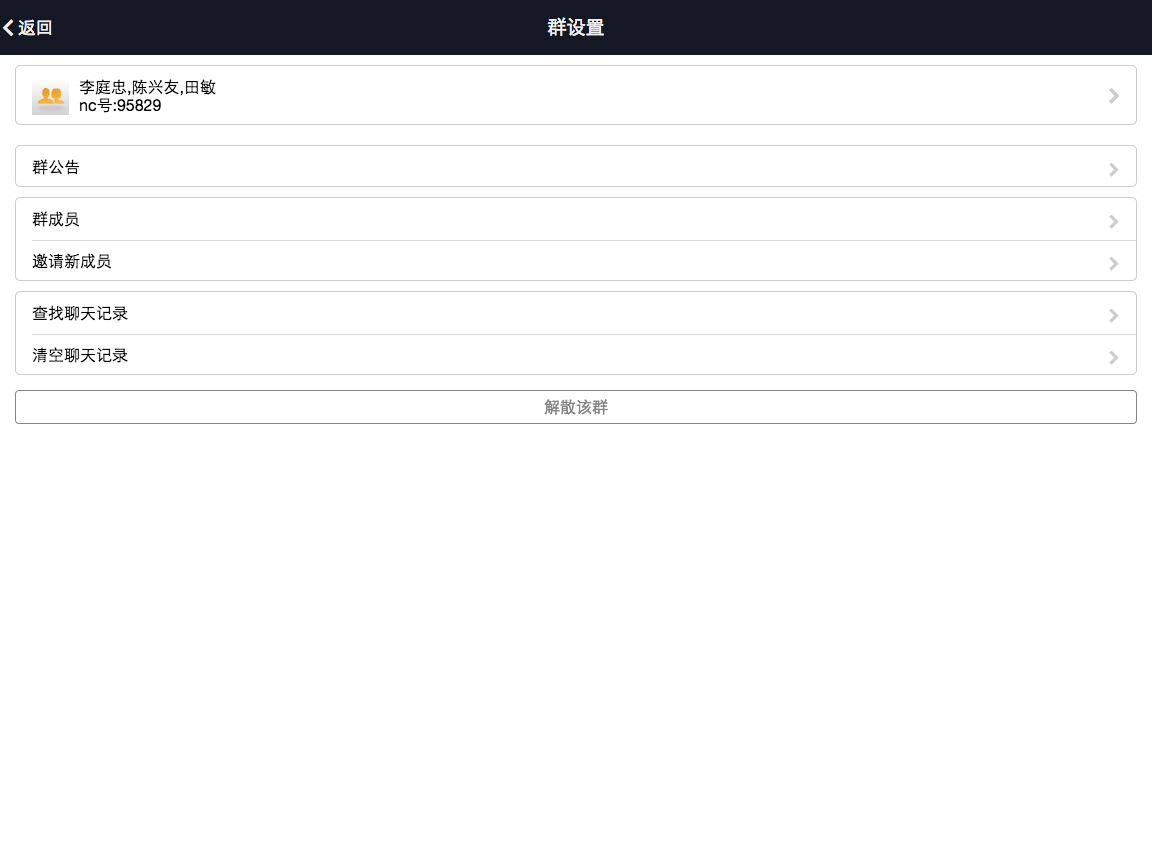 返回
群设置
李庭忠,陈兴友,田敏
nc号:95829
群公告
群成员
邀请新成员
查找聊天记录
清空聊天记录
解散该群